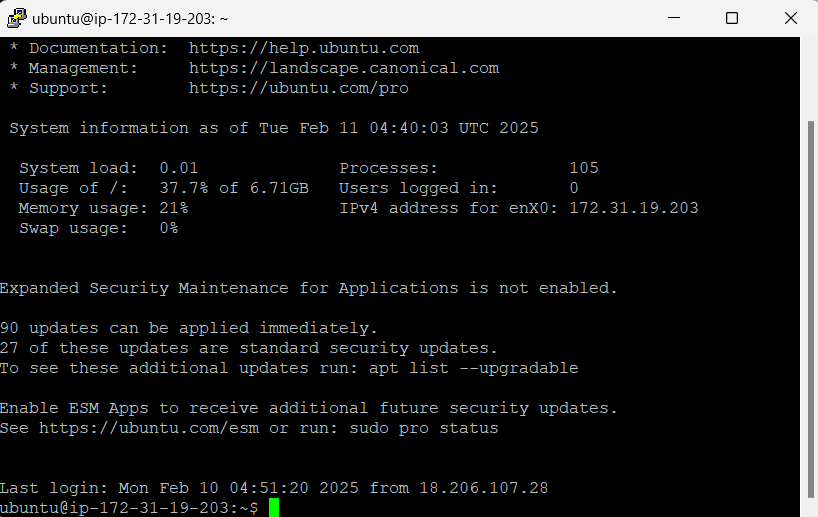 ubuntu@ip-172-31-19-203: ~
* Documentation:  https://help.ubuntu.com
* Management:     https://landscape.canonical.com
* Support:        https://ubuntu.com/pro
System information as of Tue Feb 11 04:40:03 UTC 2025
System load:  0.01              Processes:             105
Usage of /:   37.7% of 6.71GB   Users logged in:       0
Memory usage: 21%               IPv4 address for enX0: 172.31.19.203
Swap usage:   0%
Expanded Security Maintenance for Applications is not enabled.
90 updates can be applied immediately.
27 of these updates are standard security updates.
To see these additional updates run: apt list --upgradable
Enable ESM Apps to receive additional future security updates.
See https://ubuntu.com/esm or run: sudo pro status
Last login: Mon Feb 10 04:51:20 2025 from 18.206.107.28
ubuntu@ip-172-31-19-203:~$